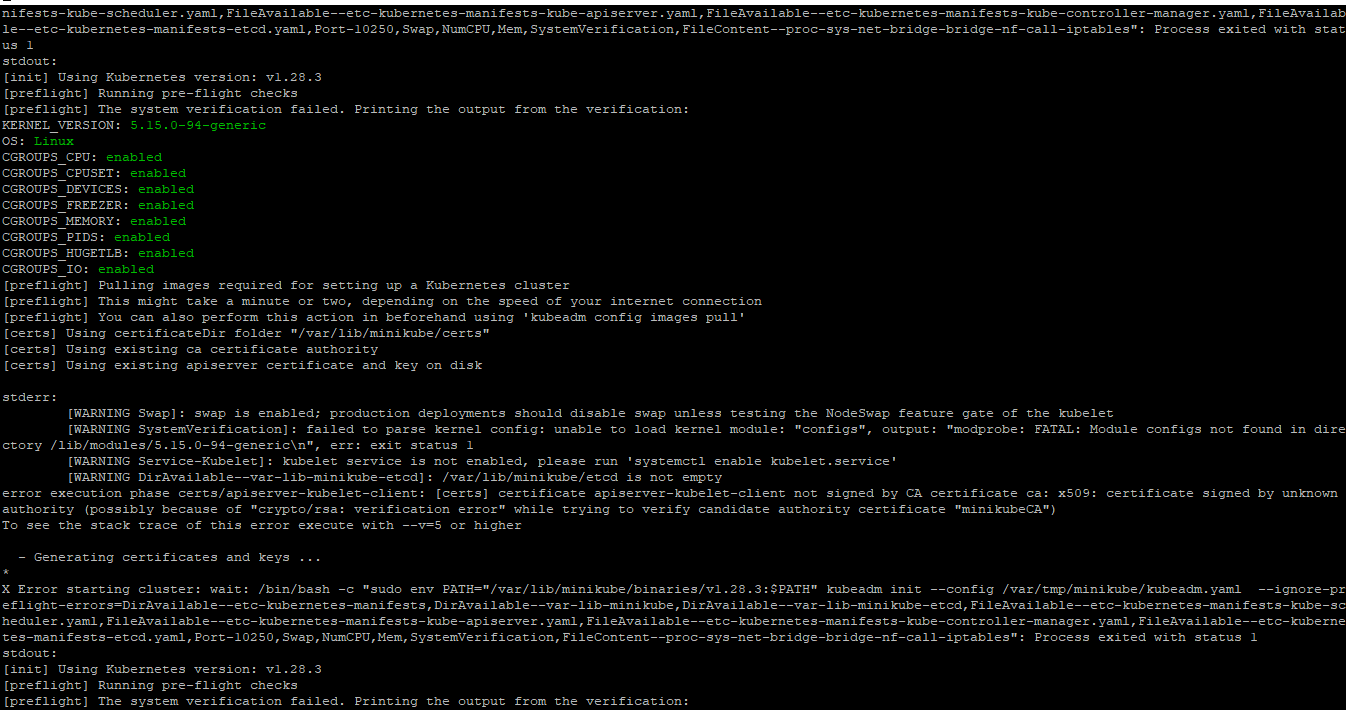 nifests-kube-scheduler.yaml,FileAvailable--etc-kubernetes-manifests-kube-apiserver.yaml,FileAvailable--etc-kubernetes-manifests-kube-controller-manager.yaml,FileAvailab
le--etc-kubernetes-manifests-etcd.yaml,Port-10250,Swap,NumCPU,Mem,SystemVerification,FileContent--proc-sys-net-bridge-bridge-nf-call-iptables": Process exited with stat
us 1
stdout:
[init] Using Kubernetes version: v1.28.3
[preflight] Running pre-flight checks
[preflight] The system verification failed. Printing the output from the verification:
KERNEL_VERSION: 5.15.0-94-generic
OS: Linux
CGROUPS_CPU: enabled
CGROUPS_CPUSET: enabled
CGROUPS_DEVICES: enabled
CGROUPS_FREEZER: enabled
CGROUPS_MEMORY: enabled
CGROUPS_PIDS: enabled
CGROUPS_HUGETLB: enabled
CGROUPS_IO: enabled
[preflight] Pulling images required for setting up a Kubernetes cluster
[preflight] This might take a minute or two, depending on the speed of your internet connection
[preflight] You can also perform this action in beforehand using 'kubeadm config images pull'
[certs] Using certificateDir folder "/var/lib/minikube/certs"
[certs] Using existing ca certificate authority
[certs] Using existing apiserver certificate and key on disk
stderr:
[WARNING Swap]: swap is enabled; production deployments should disable swap unless testing the NodeSwap feature gate of the kubelet
[WARNING SystemVerification]: failed to parse kernel config: unable to load kernel module: "configs", output: "modprobe: FATAL: Module configs not found in dire
ctory /lib/modules/5.15.0-94-generic\n", err: exit status 1
[WARNING Service-Kubelet]: kubelet service is not enabled, please run 'systemctl enable kubelet.service'
[WARNING DirAvailable--var-lib-minikube-etcd]: /var/lib/minikube/etcd is not empty
error execution phase certs/apiserver-kubelet-client: [certs] certificate apiserver-kubelet-client not signed by CA certificate ca: x509: certificate signed by unknown
authority (possibly because of "crypto/rsa: verification error" while trying to verify candidate authority certificate "minikubeCA")
To see the stack trace of this error execute with --v=5 or higher
- Generating certificates and keys ...
*
X Error starting cluster: wait: /bin/bash -c "sudo env PATH="/var/lib/minikube/binaries/v1.28.3:$PATH" kubeadm init --config /var/tmp/minikube/kubeadm.yaml  --ignore-pr
eflight-errors=DirAvailable--etc-kubernetes-manifests,DirAvailable--var-lib-minikube,DirAvailable--var-lib-minikube-etcd,FileAvailable--etc-kubernetes-manifests-kube-sc
heduler.yaml,FileAvailable--etc-kubernetes-manifests-kube-apiserver.yaml,FileAvailable--etc-kubernetes-manifests-kube-controller-manager.yaml,FileAvailable--etc-kuberne
tes-manifests-etcd.yaml,Port-10250,Swap,NumCPU,Mem,SystemVerification,FileContent--proc-sys-net-bridge-bridge-nf-call-iptables": Process exited with status 1
stdout:
[init] Using Kubernetes version: v1.28.3
[preflight] Running pre-flight checks
[preflight] The system verification failed. Printing the output from the verification: